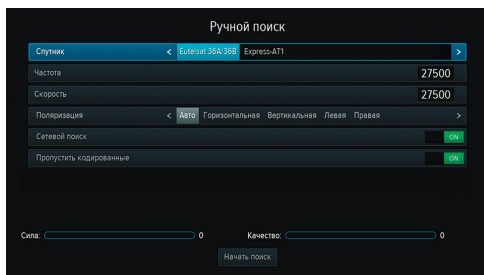 Ручной поиск
Спутник < Eutelsat 36A/36B Express-AT1 >
Частота 27500
Скорость 27500
Поляризация < Авто Горизонтальная Вертикальная Левая Правая >
Сетевой поиск ON
Пропустить кодированные ON
Сила: 0 Качество: 0
Начать поиск